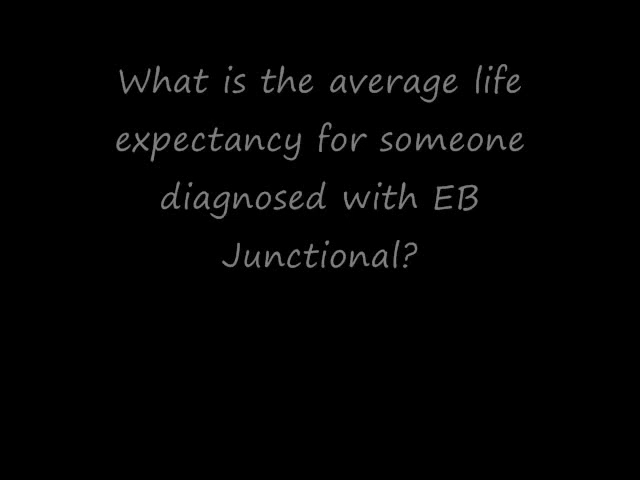 What is the average life
expectancy for someone
diagnosed with EB
Junctional?